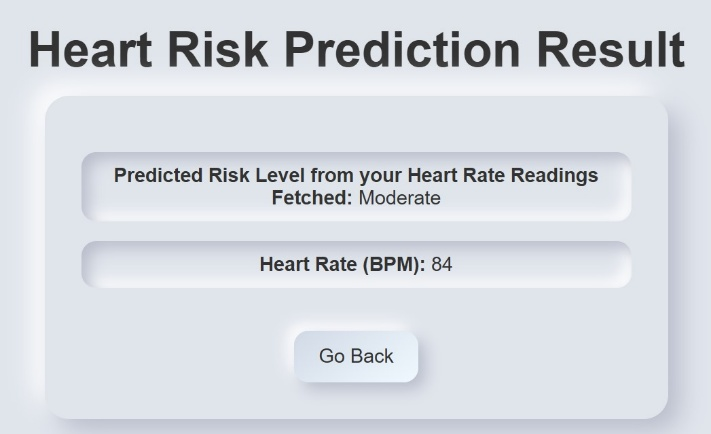 Heart Risk Prediction Result
Predicted Risk Level from your Heart Rate Readings
Fetched: Moderate
Heart Rate (BPM): 84
Go Back